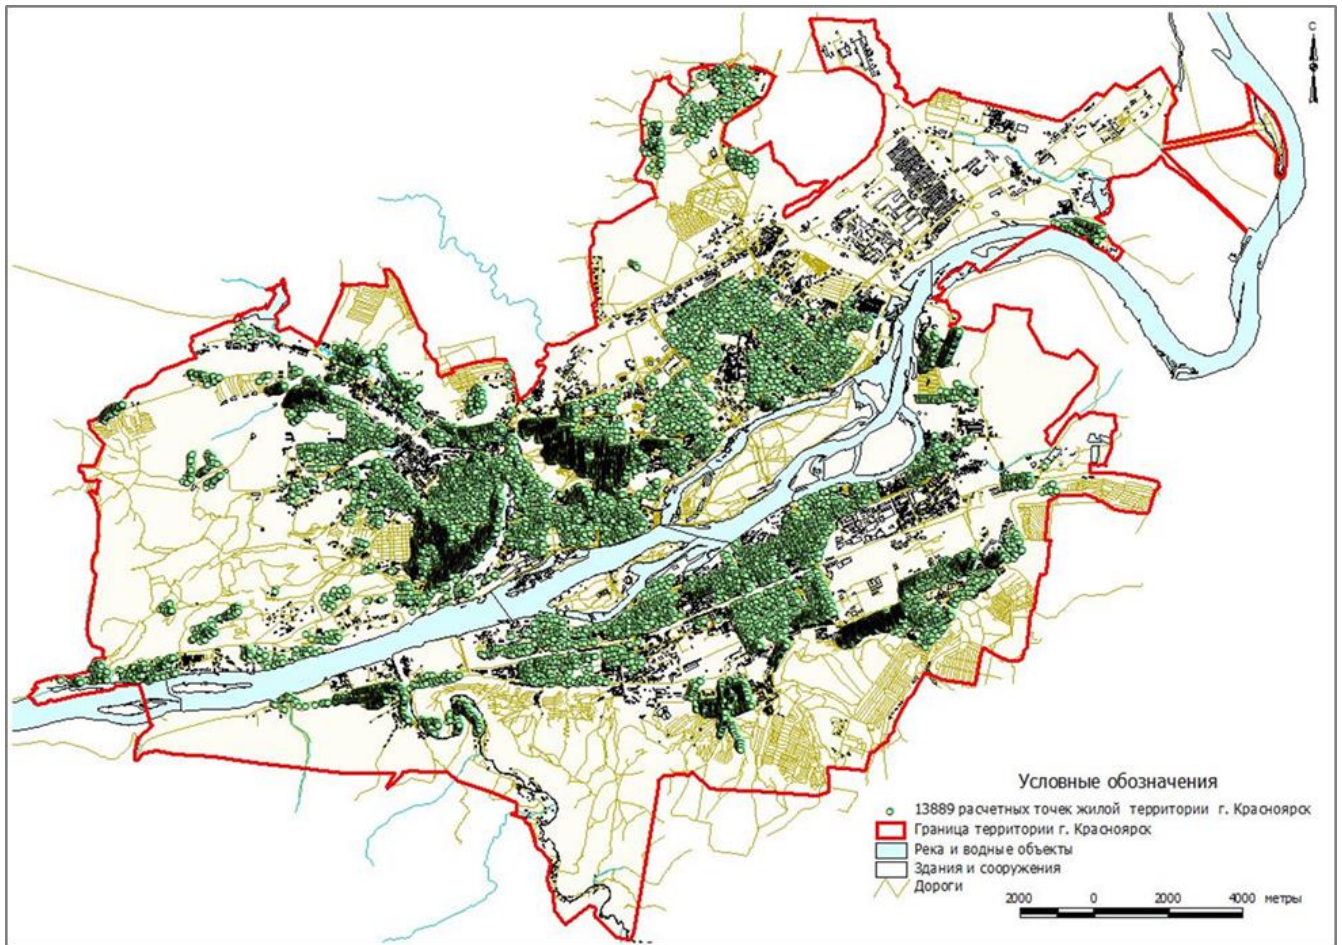 С
Условные обозначения
13889 расчетных точек жилой территории г. Красноярск
Граница территории г. Красноярск
Река и водные объекты
Здания и сооружения
Дороги
2000 0 2000 4000 метры